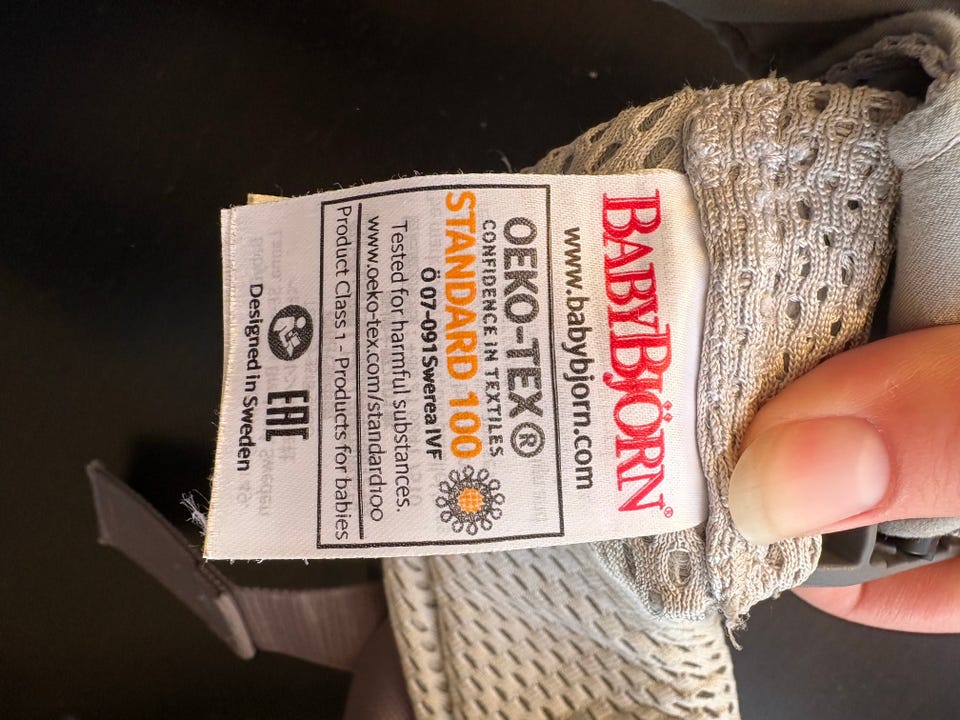 BABYBJÖRN®
www.babybjorn.com
OEKO-TEX®
CONFIDENCE IN TEXTILES
STANDARD 100
Ö 07-091 Swerea IVF
Tested for harmful substances.
www.oeko-tex.com/standard100
Product Class 1 - Products for babies
EAC
Designed in Sweden